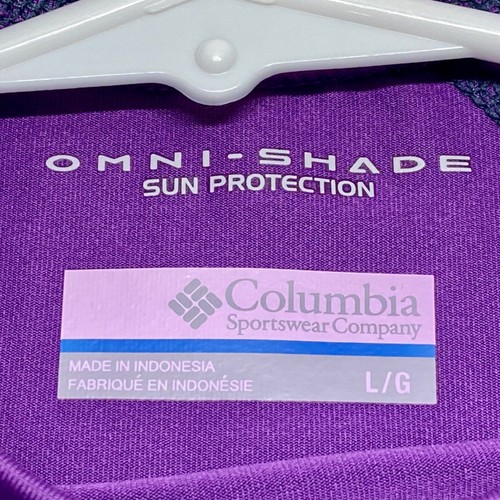 OMNI-SHADE
SUN PROTECTION
Columbia
Sportswear Company
MADE IN INDONESIA
FABRIQUÉ EN INDONÉSIE
L/G